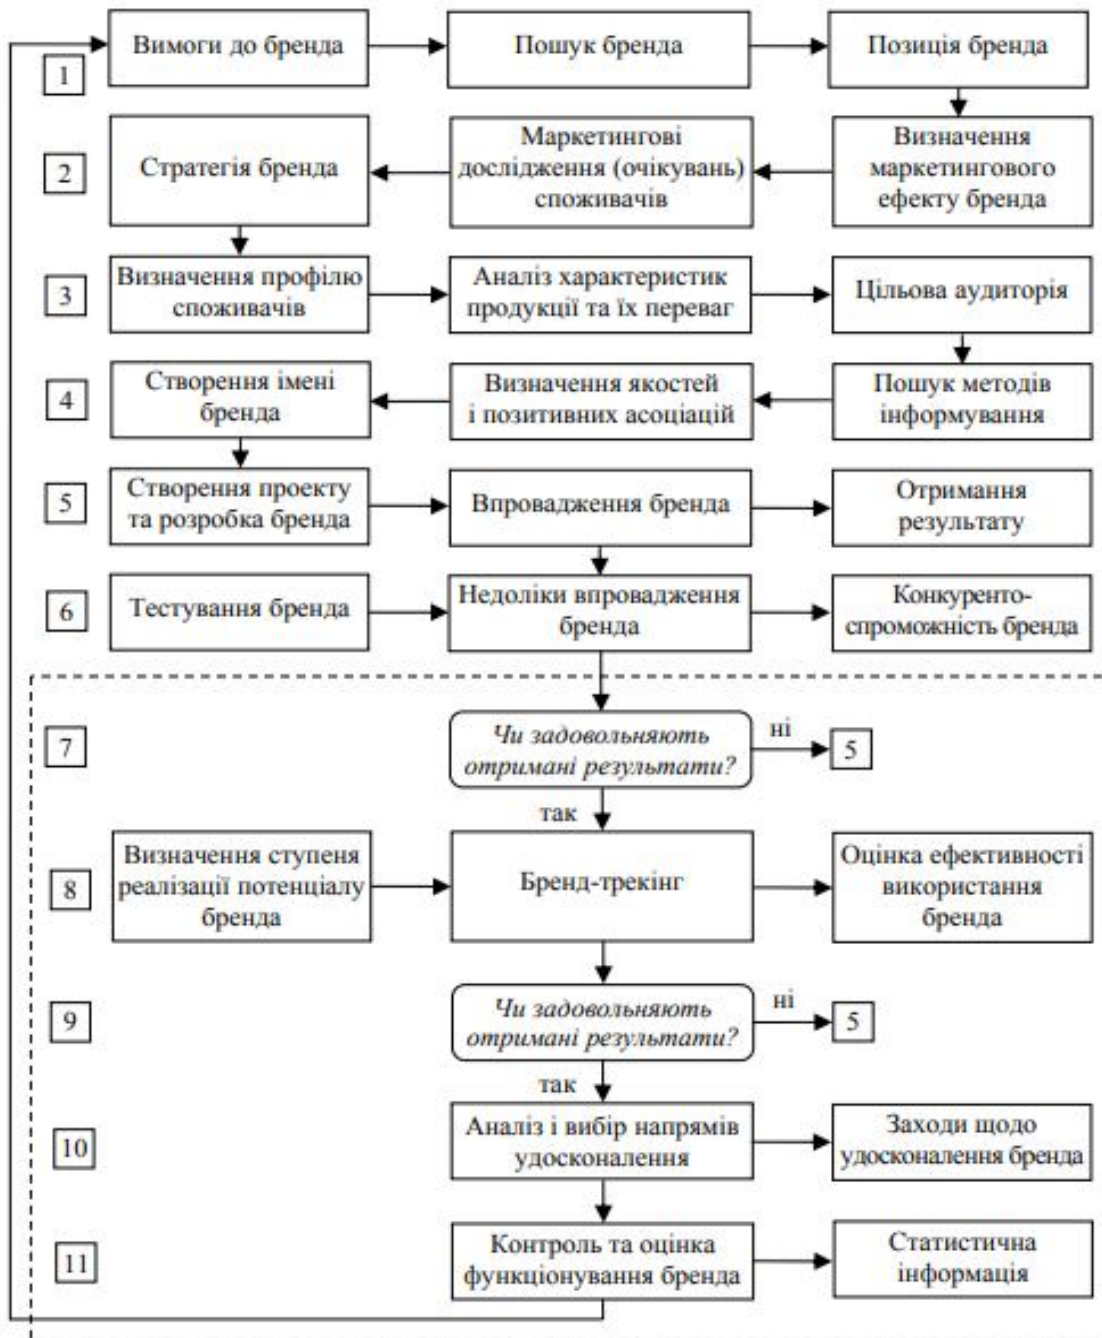 1
Вимоги до бренда
Пошук бренда
Позиція бренда
2
Стратегія бренда
Маркетингові
дослідження (очікувань)
споживачів
Визначення
маркетингового
ефекту бренда
3
Визначення профілю
споживачів
Аналіз характеристик
продукції та їх переваг
Цільова аудиторія
4
Створення імені
бренда
Визначення якостей
і позитивних асоціацій
Пошук методів
інформування
5
Створення проекту
та розробка бренда
Впровадження бренда
Отримання
результату
6
Тестування бренда
Недоліки впровадження
бренда
Конкуренто-
спроможність бренда
7
Чи задовольняють
отримані результати?
ні
5
так
8
Визначення ступеня
реалізації потенціалу
бренда
Бренд-трекінг
Оцінка ефективності
використання
бренда
9
Чи задовольняють
отримані результати?
ні
5
так
10
Аналіз і вибір напрямів
удосконалення
Заходи щодо
удосконалення бренда
11
Контроль та оцінка
функціонування бренда
Статистична
інформація